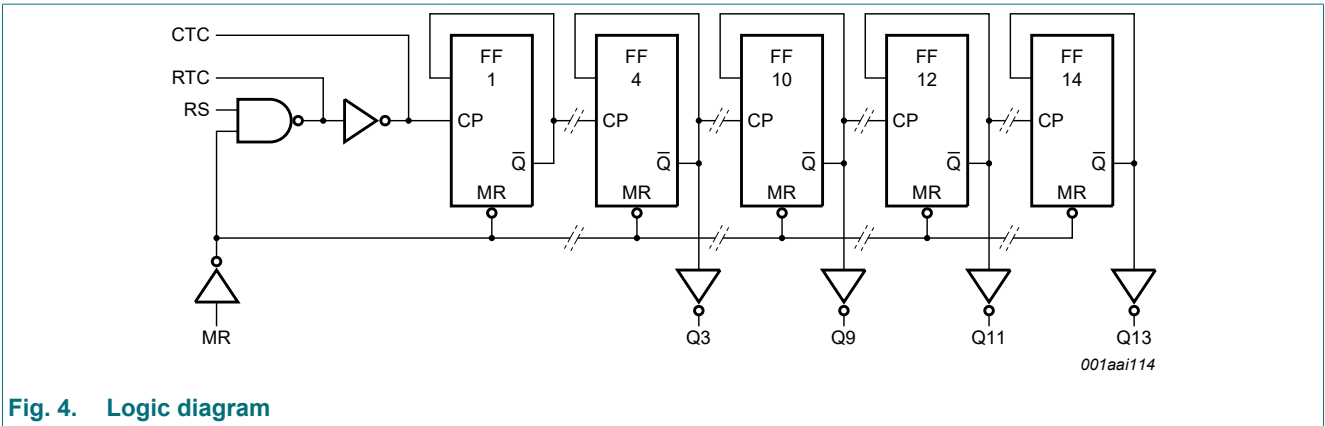 CTC
RTC
RS
FF
1
CP
Q̅
MR
FF
4
CP
Q̅
MR
FF
10
CP
Q̅
MR
FF
12
CP
Q̅
MR
FF
14
CP
Q̅
MR
MR
Q3
Q9
Q11
Q13
001aai114
Fig. 4. Logic diagram